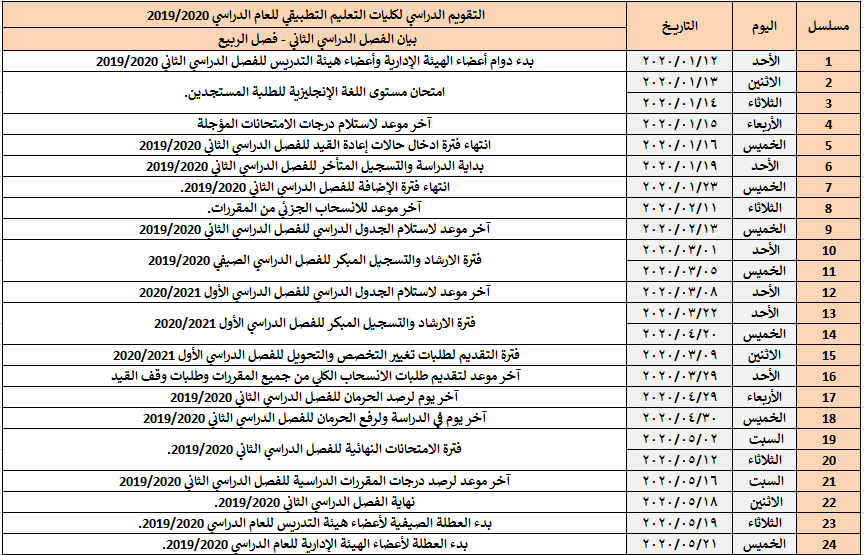 مسلسل اليوم التاريخ التقويم الدراسي لكليات التعليم التطبيقي للعام الدراسي 2019/2020
بيان الفصل الدراسي الثاني - فصل الربيع
1 الأحد ٢٠٢٠/٠١/١٢ بدء دوام أعضاء الهيئة الإدارية وأعضاء هيئة التدريس للفصل الدراسي الثاني 2019/2020
2 الاثنين ٢٠٢٠/٠١/١٣ امتحان مستوى اللغة الإنجليزية للطلبة المستجدين.
3 الثلاثاء ٢٠٢٠/٠١/١٤
4 الأربعاء ٢٠٢٠/٠١/١٥ آخر موعد لاستلام درجات الامتحانات المؤجلة
5 الخميس ٢٠٢٠/٠١/١٦ انتهاء فترة ادخال حالات إعادة القيد للفصل الدراسي الثاني 2019/2020
6 الأحد ٢٠٢٠/٠١/١٩ بداية الدراسة والتسجيل المتأخر للفصل الدراسي الثاني 2019/2020
7 الخميس ٢٠٢٠/٠١/٢٣ انتهاء فترة الإضافة للفصل الدراسي الثاني 2019/2020.
8 الثلاثاء ٢٠٢٠/٠٢/١١ آخر موعد للانسحاب الجزئي من المقررات.
9 الخميس ٢٠٢٠/٠٢/١٣ آخر موعد لاستلام الجدول الدراسي للفصل الدراسي الثاني 2019/2020
10 الأحد ٢٠٢٠/٠٣/٠١ فترة الارشاد والتسجيل المبكر للفصل الدراسي الصيفي 2019/2020
11 الخميس ٢٠٢٠/٠٣/٠٥
12 الأحد ٢٠٢٠/٠٣/٠٨ آخر موعد لاستلام الجدول الدراسي للفصل الدراسي الأول 2020/2021
13 الأحد ٢٠٢٠/٠٣/٢٢ فترة الارشاد والتسجيل المبكر للفصل الدراسي الأول 2020/2021
14 الخميس ٢٠٢٠/٠٤/٢٠
15 الاثنين ٢٠٢٠/٠٣/٠٩ فترة التقديم لطلبات تغيير التخصص والتحويل للفصل الدراسي الأول 2020/2021
16 الأحد ٢٠٢٠/٠٣/٢٩ آخر موعد لتقديم طلبات الانسحاب الكلي من جميع المقررات وطلبات وقف القيد
17 الأربعاء ٢٠٢٠/٠٤/٢٩ آخر يوم لرصد الحرمان للفصل الدراسي الثاني 2019/2020
18 الخميس ٢٠٢٠/٠٤/٣٠ آخر يوم في الدراسة ولرفع الحرمان للفصل الدراسي الثاني 2019/2020
19 السبت ٢٠٢٠/٠٥/٠٢ فترة الامتحانات النهائية للفصل الدراسي الثاني 2019/2020.
20 الثلاثاء ٢٠٢٠/٠٥/١٢
21 السبت ٢٠٢٠/٠٥/١٦ آخر موعد لرصد درجات المقررات الدراسية للفصل الدراسي الثاني 2019/2020
22 الاثنين ٢٠٢٠/٠٥/١٨ نهاية الفصل الدراسي الثاني 2019/2020.
23 الثلاثاء ٢٠٢٠/٠٥/١٩ بدء العطلة الصيفية لأعضاء هيئة التدريس للعام الدراسي 2019/2020.
24 الخميس ٢٠٢٠/٠٥/٢١ بدء العطلة لأعضاء الهيئة الإدارية للعام الدراسي 2019/2020.